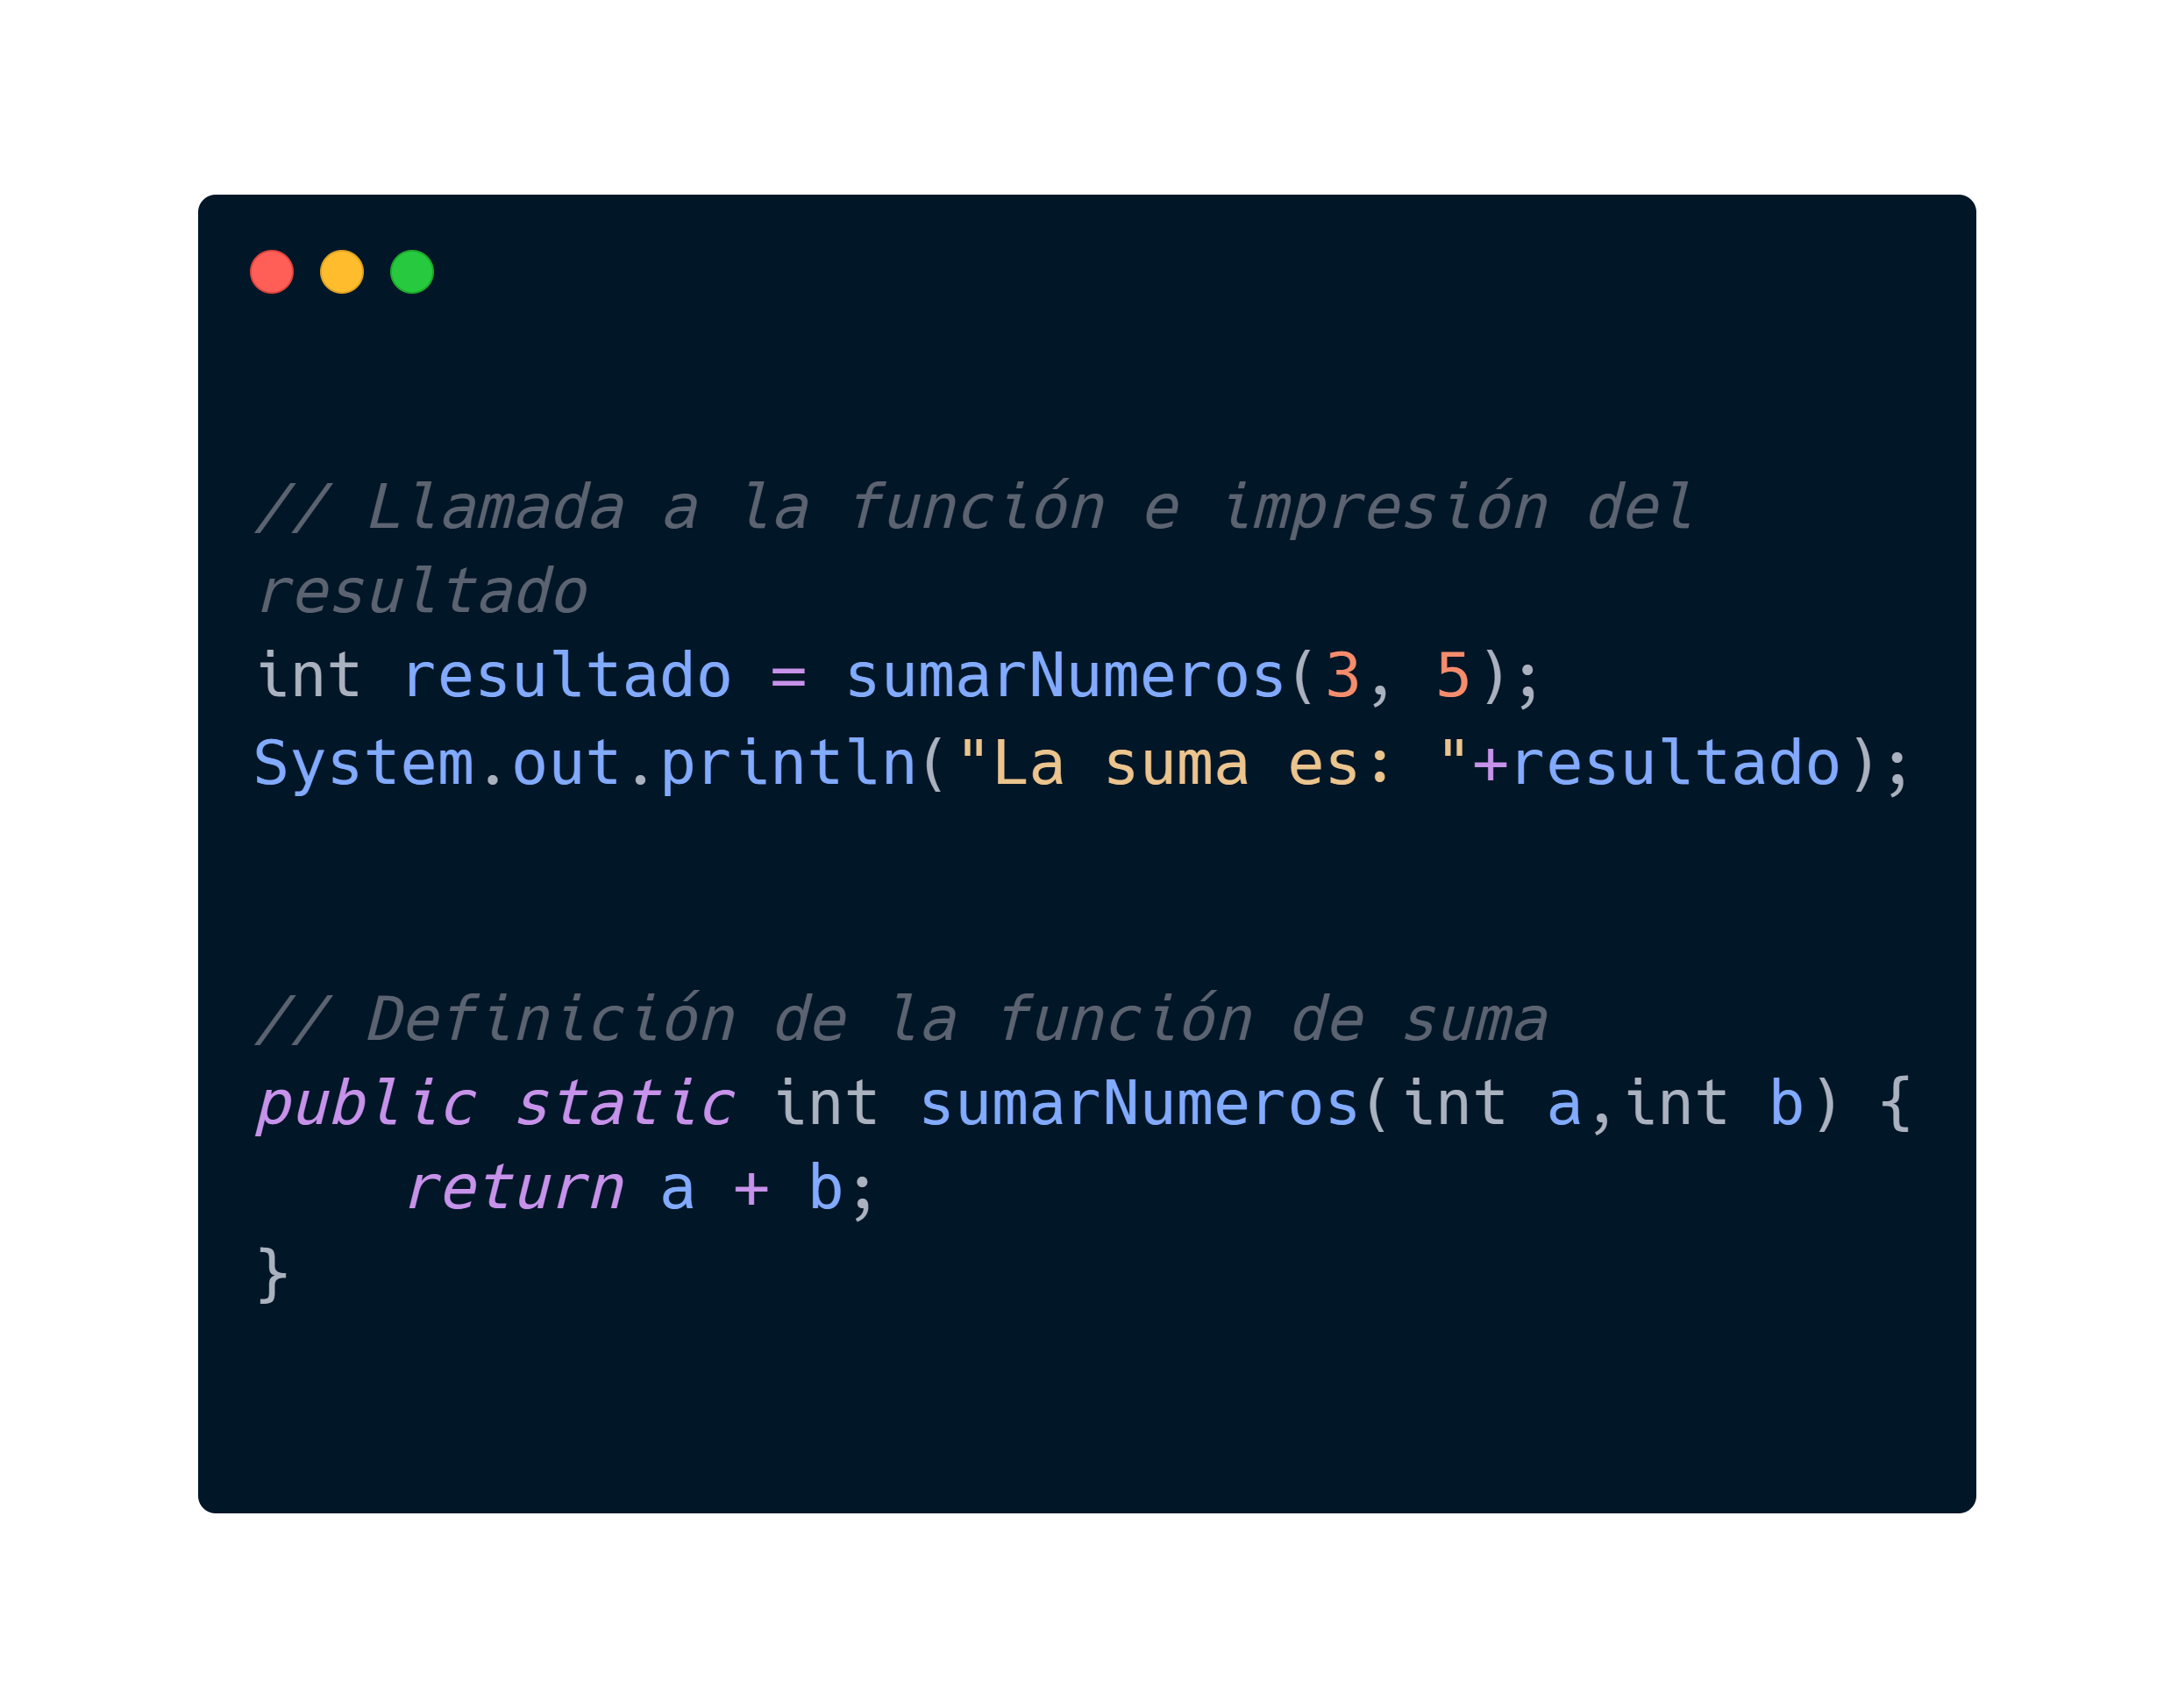 // Llamada a la función e impresión del
resultado
int resultado = sumarNumeros(3, 5);
System.out.println("La suma es: "+resultado);
// Definición de la función de suma
public static int sumarNumeros(int a,int b) {
    return a + b;
}